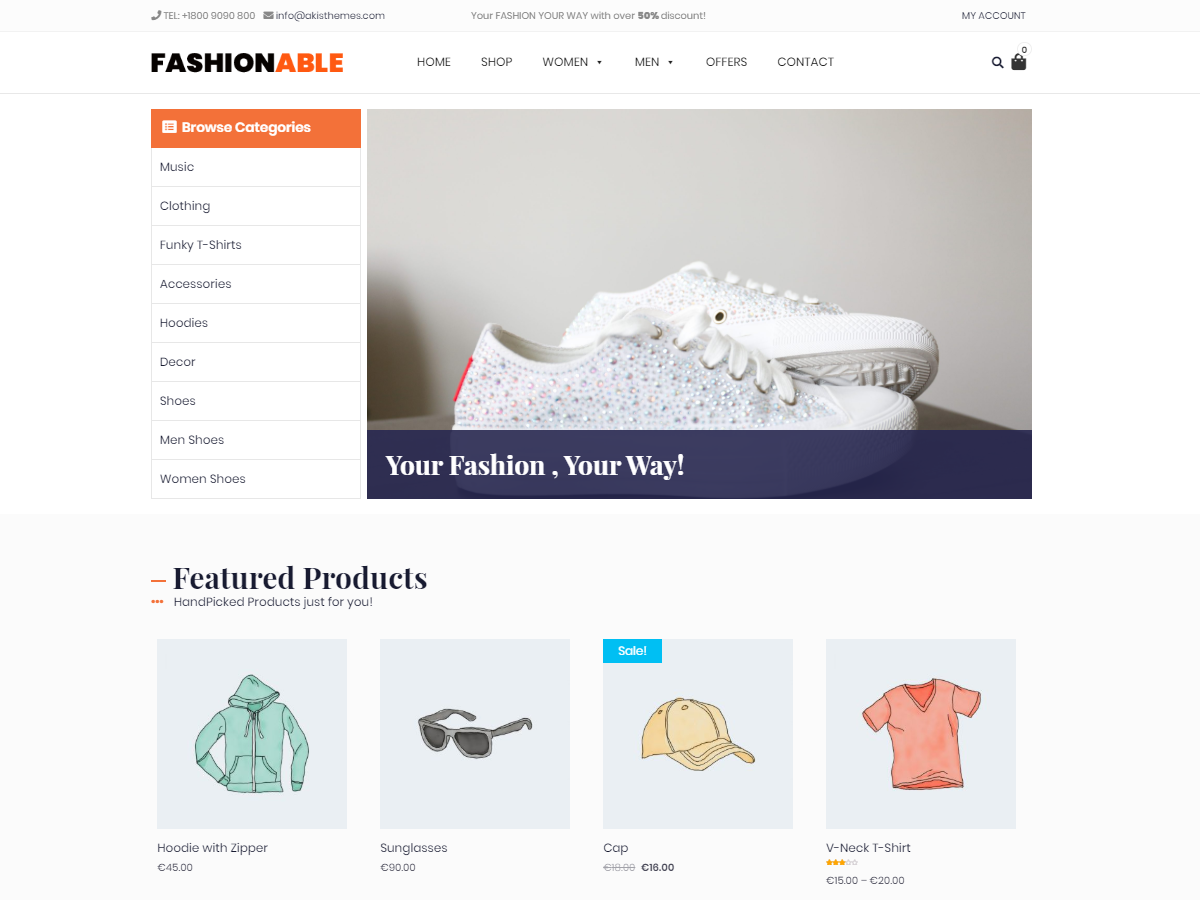 TEL: +1800 9090 800 info@akisthemes.com Your FASHION YOUR WAY with over 50% discount! MY ACCOUNT
FASHIONABLE HOME SHOP WOMEN MEN OFFERS CONTACT 0
Browse Categories
Music
Clothing
Funky T-Shirts
Accessories
Hoodies
Decor
Shoes
Men Shoes
Women Shoes
Your Fashion , Your Way!
Featured Products
HandPicked Products just for you!
Sale!
Hoodie with Zipper Sunglasses Cap V-Neck T-Shirt
€45.00 €90.00 €18.00 €16.00
€15.00 – €20.00